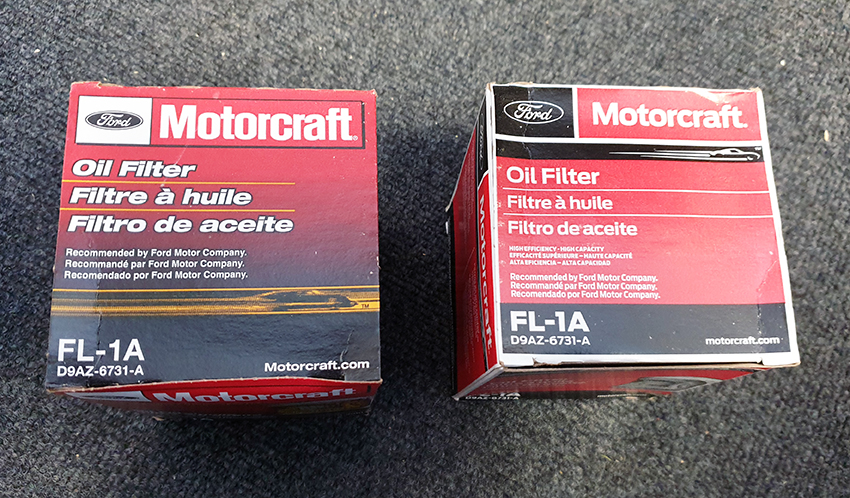 Ford
Motorcraft®
Oil Filter
Filtre à huile
Filtro de aceite
Recommended by Ford Motor Company.
Recommandé par Ford Motor Company.
Recomendado por Ford Motor Company.
TM
FL-1A
D9AZ-6731-A
Motorcraft.com
Motorcraft
Ford
Motorcraft®
Oil Filter
Filtre à huile
Filtro de aceite
HIGH EFFICIENCY - HIGH CAPACITY
EFFICACITÉ SUPÉRIEURE – HAUTE CAPACITÉ
ALTA EFICIENCIA – ALTA CAPACIDAD
Recommended by Ford Motor Company.
Recommandé par Ford Motor Company.
Recomendado por Ford Motor Company.
FL-1A
D9AZ-6731-A
motorcraft.com
Motorcraft
D9AZ-6731-A